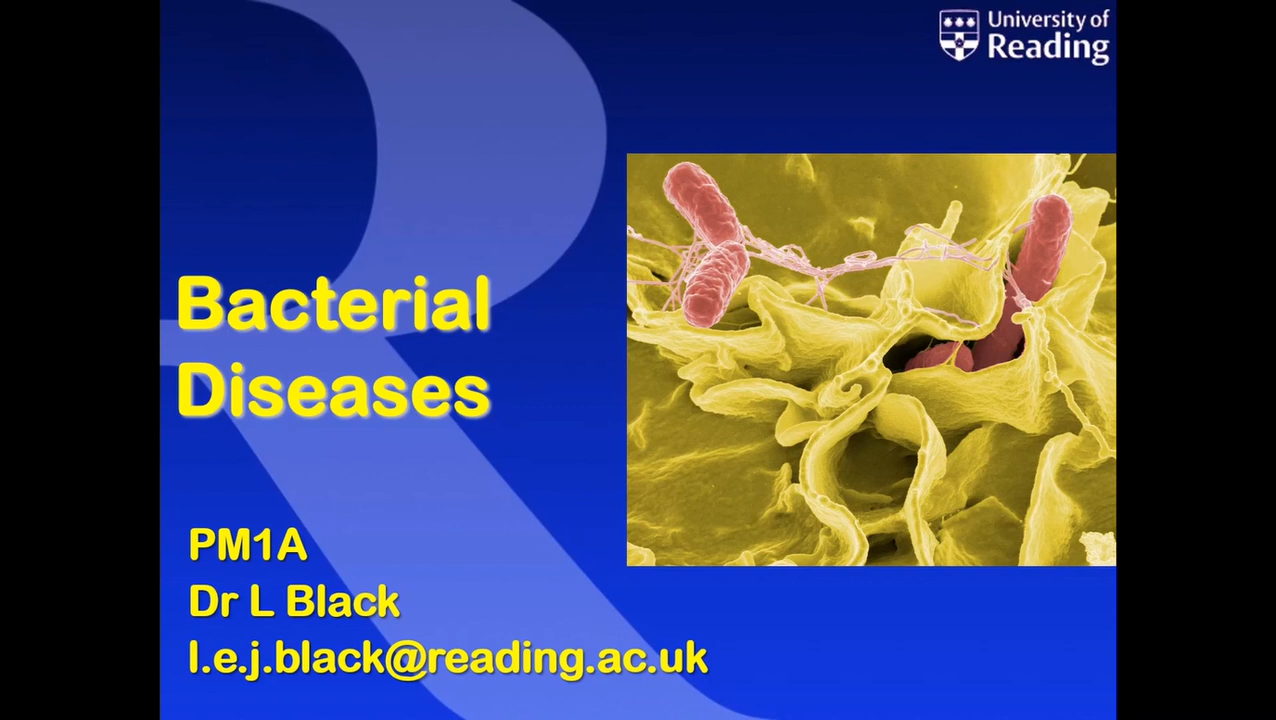 University of
Reading
Bacterial
Diseases
PM1A
Dr L Black
l.e.j.black@reading.ac.uk